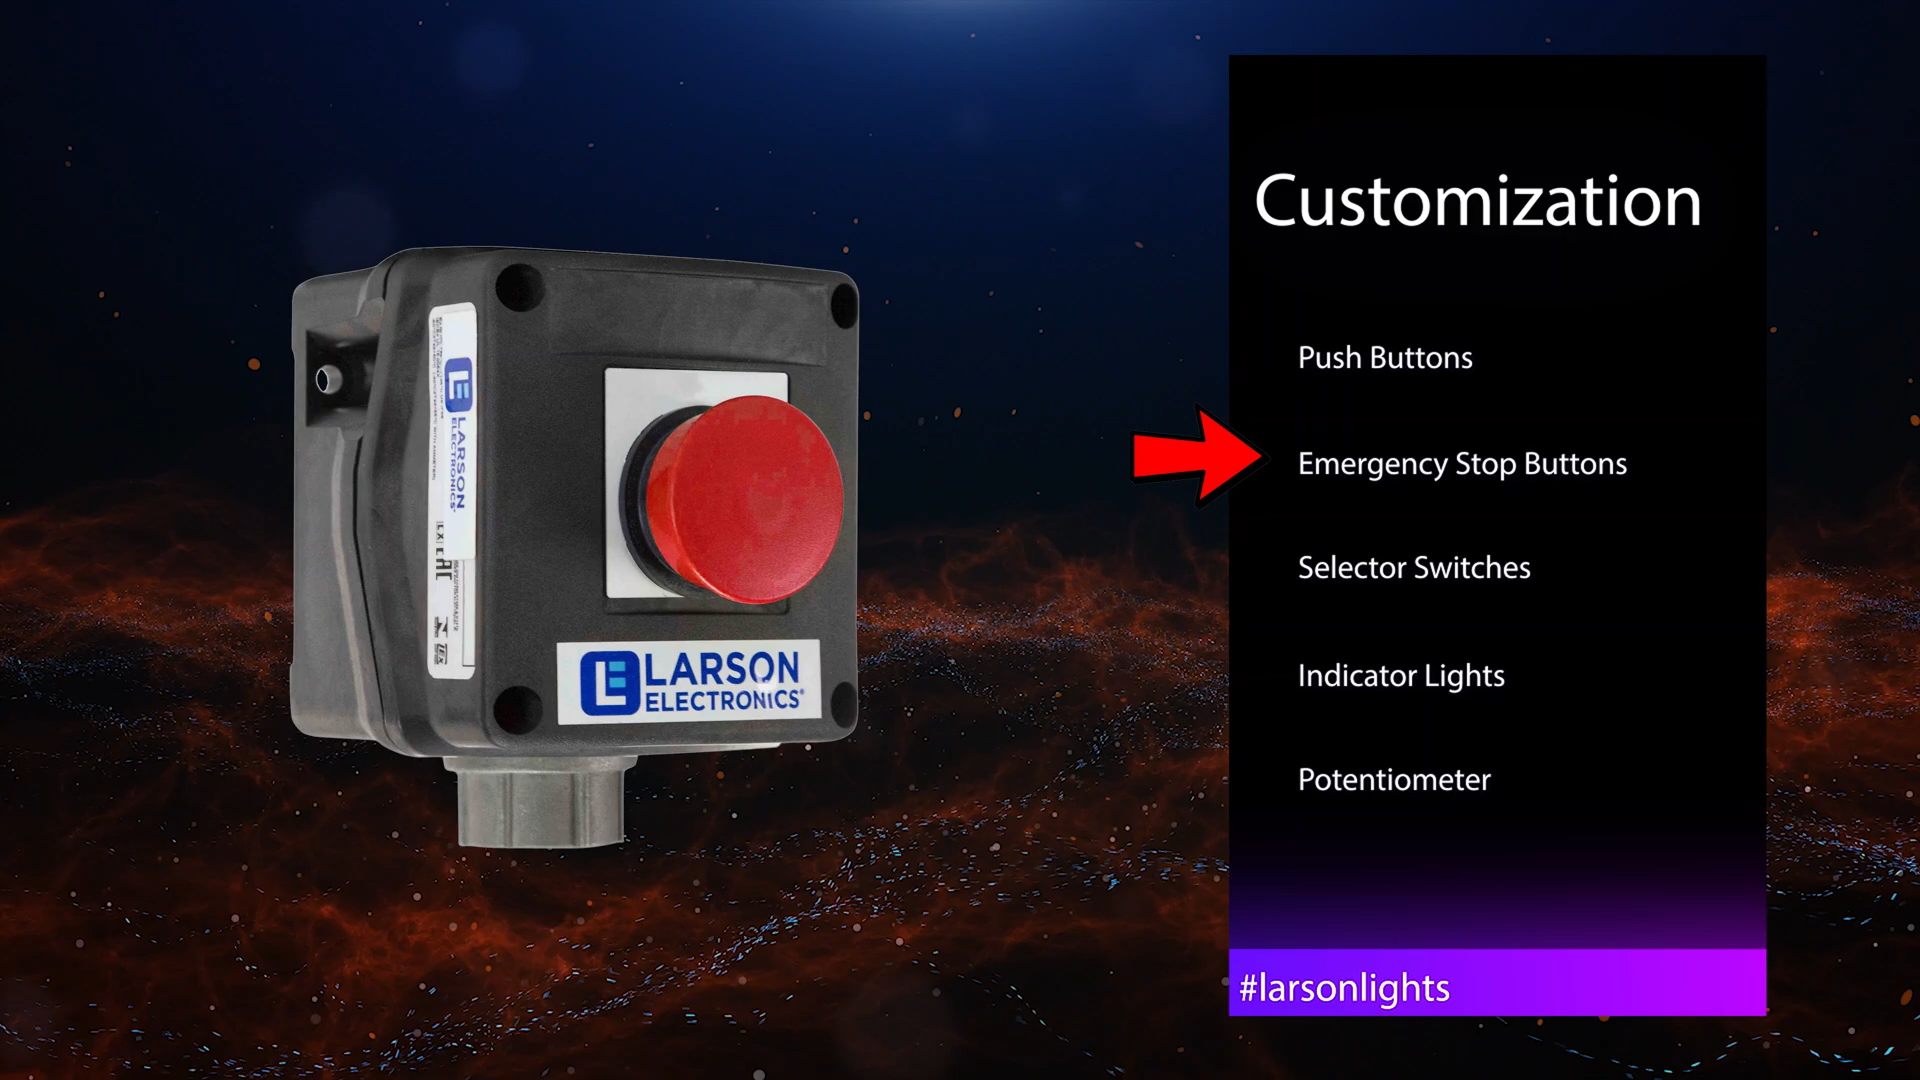 LARSON
ELECTRONICS
LARSON
ELECTRONICS
Customization
Push Buttons
Emergency Stop Buttons
Selector Switches
Indicator Lights
Potentiometer
#larsonlights